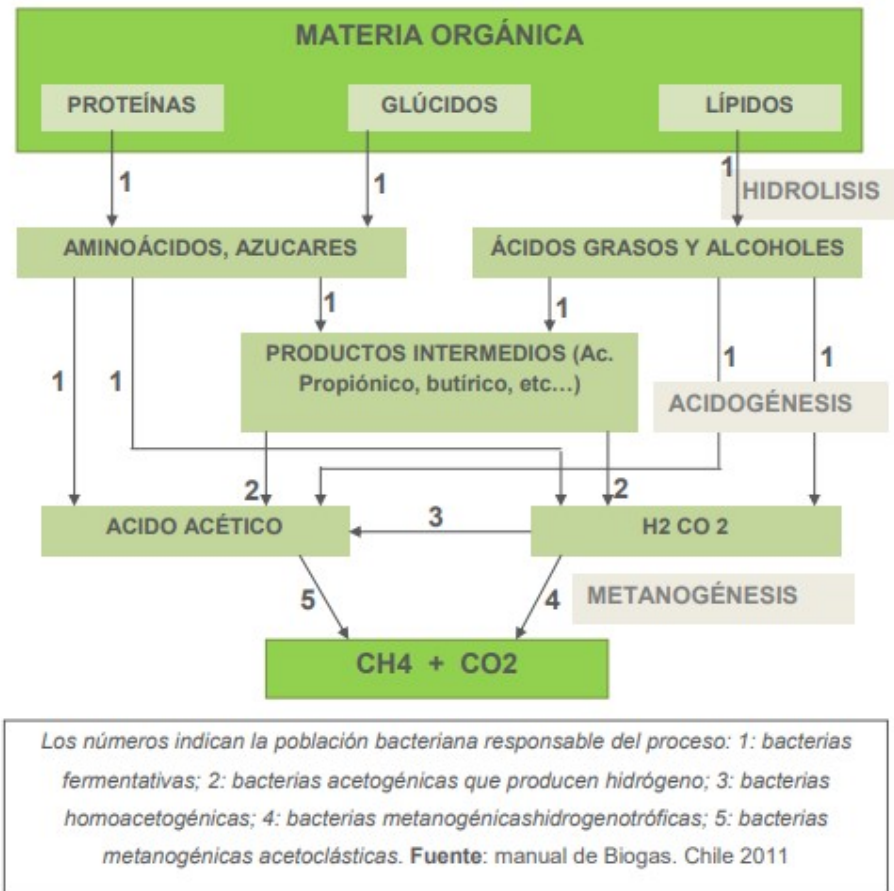 MATERIA ORGÁNICA
PROTEÍNAS
GLÚCIDOS
LÍPIDOS
1
1
1
HIDROLISIS
AMINOÁCIDOS, AZUCARES
ÁCIDOS GRASOS Y ALCOHOLES
1
1
PRODUCTOS INTERMEDIOS (Ac.
Propiónico, butírico, etc...)
1
1
1
1
ACIDOGÉNESIS
2
2
ACIDO ACÉTICO
3
H2 CO 2
5
4
METANOGÉNESIS
CH4 + CO2
Los números indican la población bacteriana responsable del proceso: 1: bacterias
fermentativas; 2: bacterias acetogénicas que producen hidrógeno; 3: bacterias
homoacetogénicas; 4: bacterias metanogénicashidrogenotróficas; 5: bacterias
metanogénicas acetoclásticas. Fuente: manual de Biogas. Chile 2011